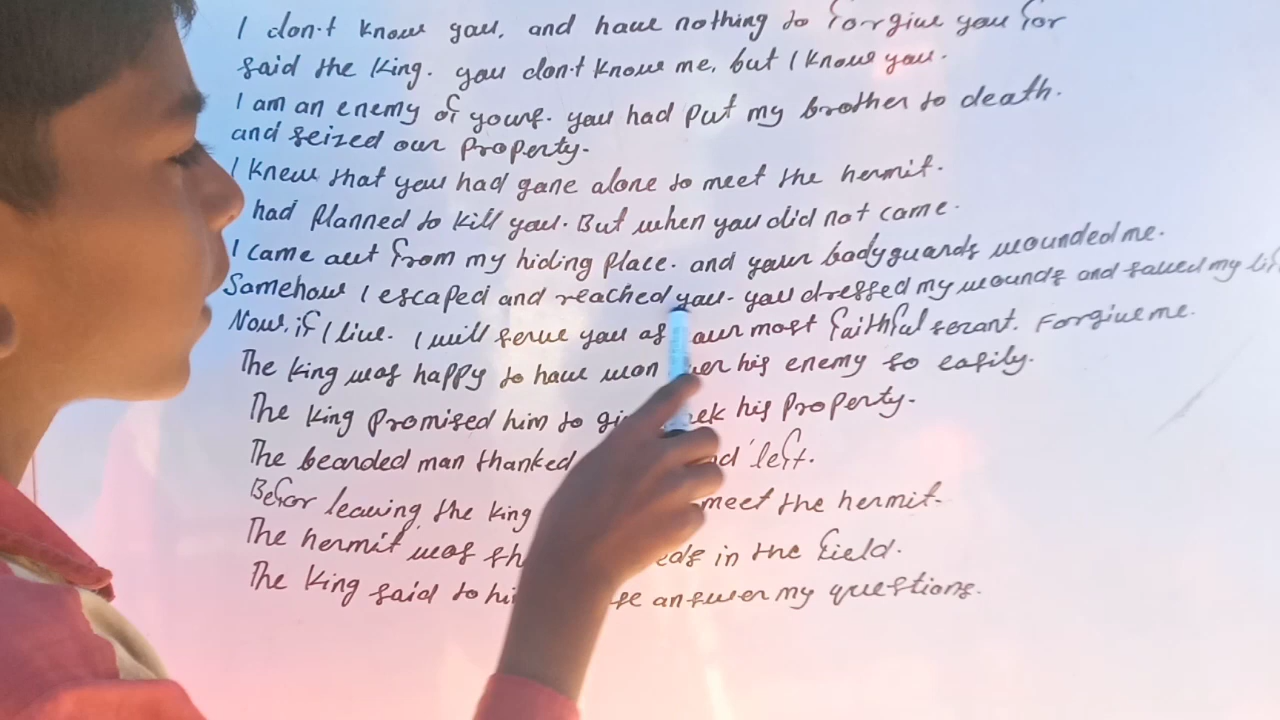 I don't know you, and have nothing to forgive you for
said the King. you don't know me, but I know you.
I am an enemy of yours. you had put my brother to death.
and seized our property.
I knew that you had gone alone to meet the hermit.
had planned to kill you. But when you did not came.
I came out from my hiding place. and your bodyguards wounded me.
Somehow I escaped and reached you. you dressed my wounds and saved my
Now, if I live. I will serve you as our most faithful serant. Forgive me.
The king was happy to have won his enemy so easily.
The king promised him to his property.
The bearded man thanked left.
Befor leaving, the king meet the hermit.
The hermit was in the field.
The king said to answer my questions.